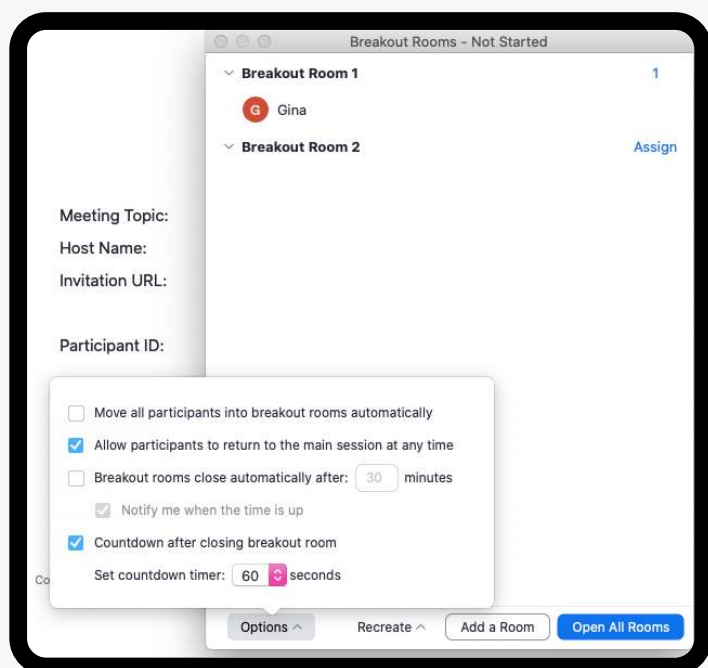 Breakout Rooms - Not Started
Breakout Room 1 1
G Gina
Breakout Room 2 Assign
Meeting Topic:
Host Name:
Invitation URL:
Participant ID:
Move all participants into breakout rooms automatically
Allow participants to return to the main session at any time
Breakout rooms close automatically after: 30 minutes
Notify me when the time is up
Countdown after closing breakout room
Set countdown timer: 60 seconds
Co
Options Recreate Add a Room Open All Rooms